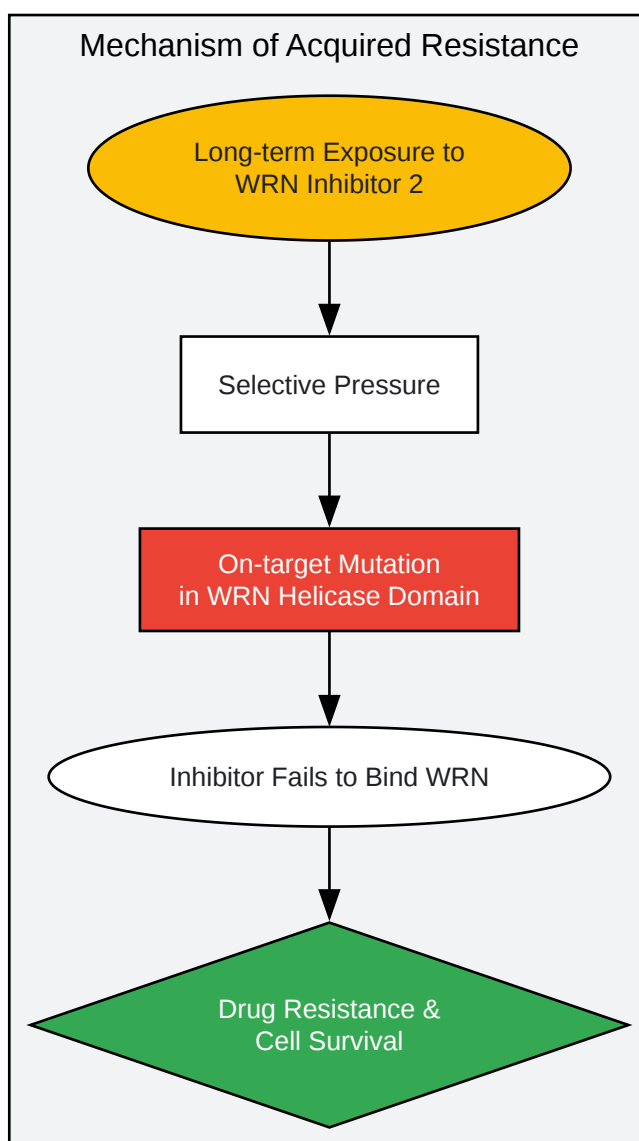 Mechanism of Acquired Resistance
Long-term Exposure to
WRN Inhibitor 2
Selective Pressure
On-target Mutation
in WRN Helicase Domain
Inhibitor Fails to Bind WRN
Drug Resistance &
Cell Survival